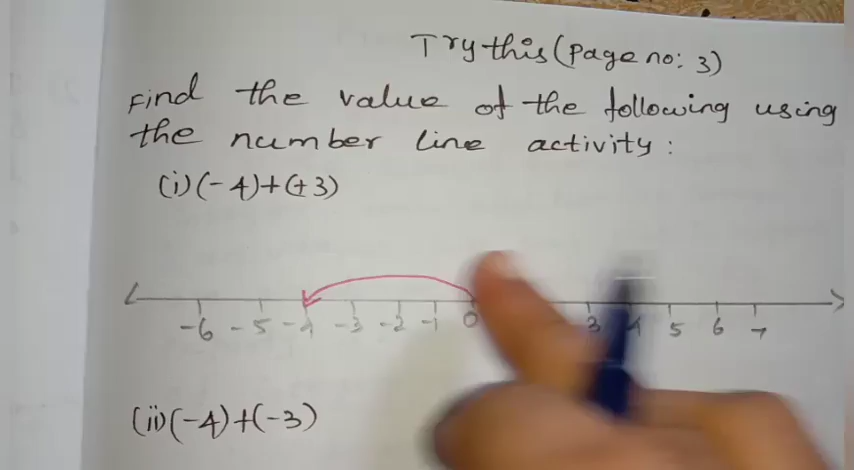 Try this (Page no: 3)
Find the value of the following using
the number line activity:
(i) (-4)+(+3)
-6 -5 -4 -3 -2 -1 0 3 4 5 6 7
(ii) (-4)+(-3)